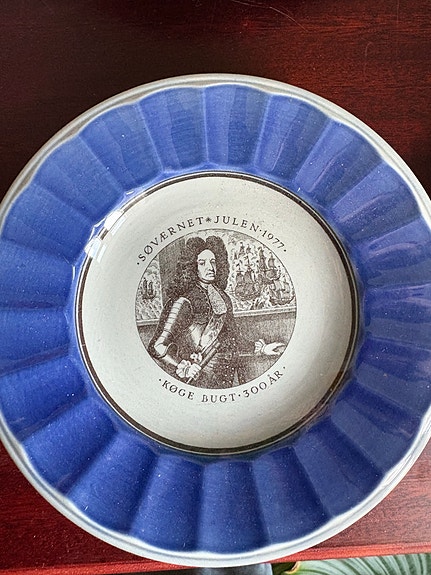 ·SØVÆRNET✶JULEN·1977·
·KØGE BUGT·300 ÅR·